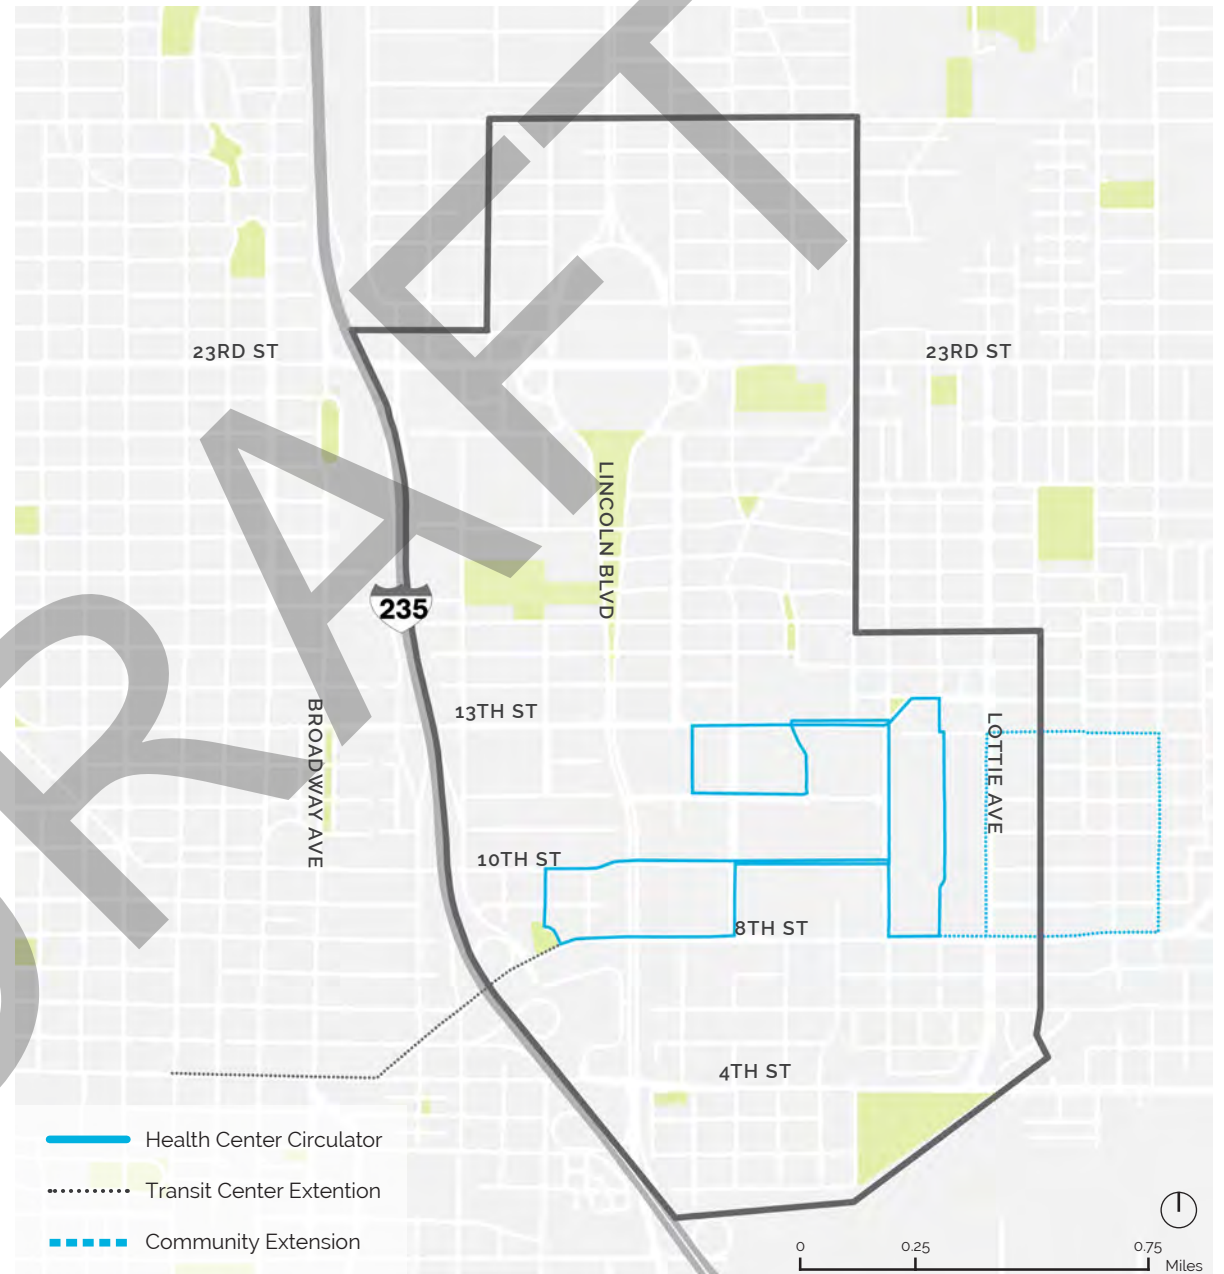 DRAFT
23RD ST
23RD ST
LINCOLN BLVD
235
13TH ST
BROADWAY AVE
LOTTIE AVE
10TH ST
8TH ST
4TH ST
Health Center Circulator
Transit Center Extention
Community Extension
0 0.25 0.75
Miles